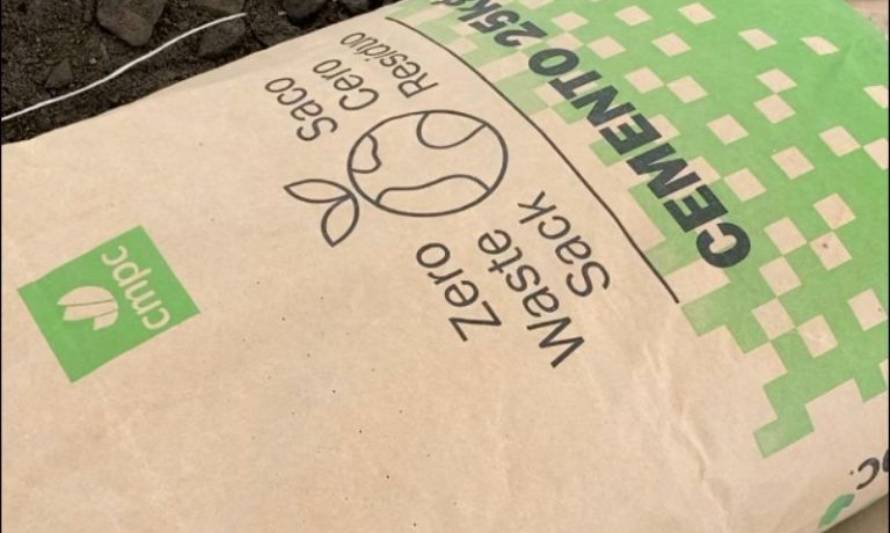 CEMENTO 25kg
Saco
Cero
Residuo
Zero
Waste
Sack
cmpc